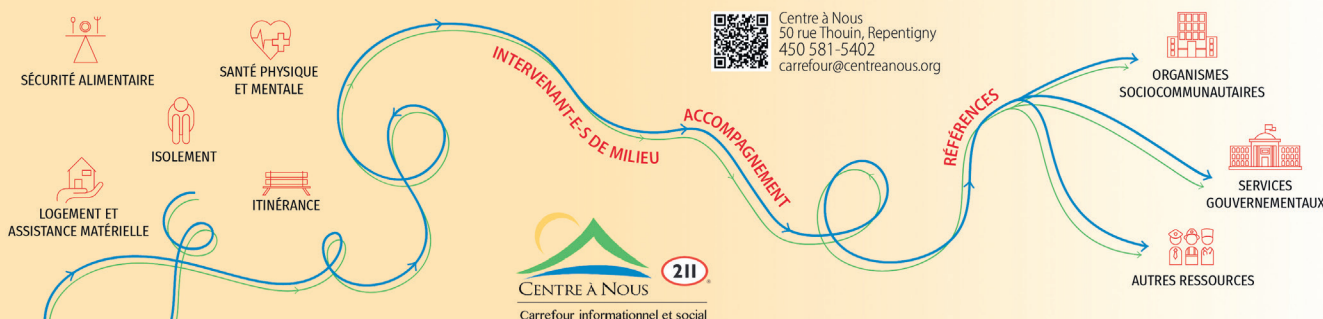 SÉCURITÉ ALIMENTAIRE
SANTÉ PHYSIQUE
ET MENTALE
ISOLEMENT
LOGEMENT ET
ASSISTANCE MATÉRIELLE
ITINÉRANCE
INTERVENANT-E-S DE MILIEU
ACCOMPAGNEMENT
RÉFÉRENCES
Centre à Nous
50 rue Thouin, Repentigny
450 581-5402
carrefour@centreanous.org
CENTRE À NOUS
211
Carrefour informationnel et social
ORGANISMES
SOCIOCOMMUNAUTAIRES
SERVICES
GOUVERNEMENTAUX
AUTRES RESSOURCES